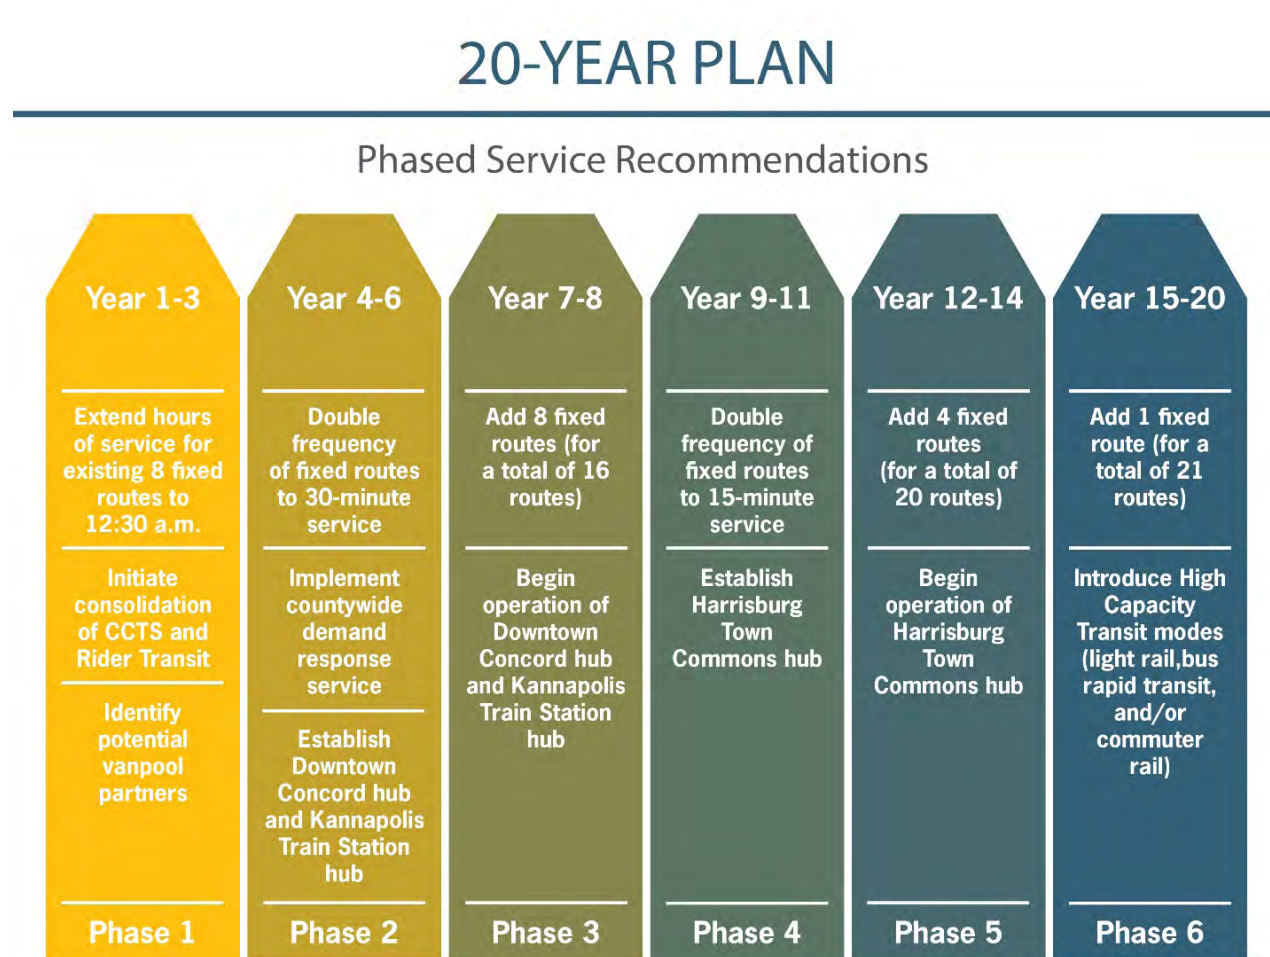 20-YEAR PLAN
Phased Service Recommendations
Year 1-3
Extend hours
of service for
existing 8 fixed
routes to
12:30 a.m.
Initiate
consolidation
of CCTS and
Rider Transit
Identify
potential
vanpool
partners
Phase 1
Year 4-6
Double
frequency
of fixed routes
to 30-minute
service
Implement
countywide
demand
response
service
Establish
Downtown
Concord hub
and Kannapolis
Train Station
hub
Phase 2
Year 7-8
Add 8 fixed
routes (for
a total of 16
routes)
Begin
operation of
Downtown
Concord hub
and Kannapolis
Train Station
hub
Phase 3
Year 9-11
Double
frequency of
fixed routes
to 15-minute
service
Establish
Harrisburg
Town
Commons hub
Phase 4
Year 12-14
Add 4 fixed
routes
(for a total of
20 routes)
Begin
operation of
Harrisburg
Town
Commons hub
Phase 5
Year 15-20
Add 1 fixed
route (for a
total of 21
routes)
Introduce High
Capacity
Transit modes
(light rail,bus
rapid transit,
and/or
commuter
rail)
Phase 6